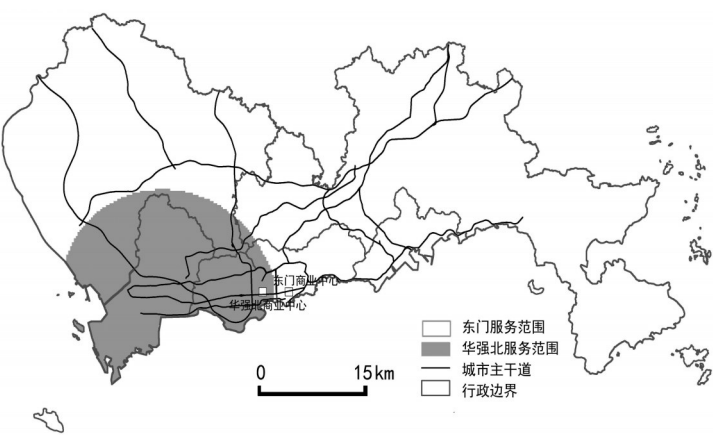 东门商业中心
华强北商业中心
东门服务范围
华强北服务范围
0 15km
城市主干道
行政边界